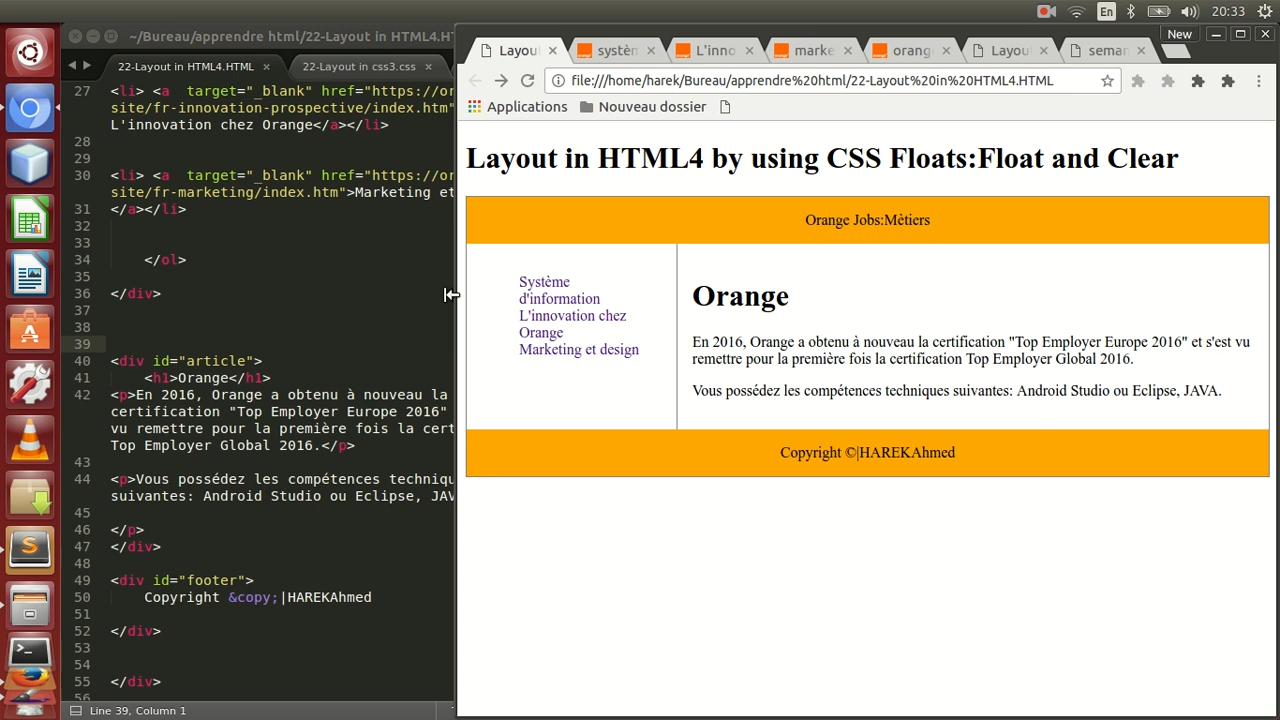 En
20:33
~/Bureau/apprendre html/22-Layout in HTML4.HT
22-Layout in HTML4.HTML ×
22-Layout in css3.css ×
27 <li> <a  target="_blank" href="https://or
site/fr-innovation-prospective/index.htm"
L'innovation chez Orange</a></li>
28
29
30 <li> <a  target="_blank" href="https://or
site/fr-marketing/index.htm">Marketing et
31 </a></li>
32
33
34 </ol>
35
36 </div>
37
38
39
40 <div id="article">
41 <h1>Orange</h1>
42 <p>En 2016, Orange a obtenu à nouveau la
certification "Top Employer Europe 2016"
vu remettre pour la première fois la cert
Top Employer Global 2016.</p>
43
44 <p>Vous possédez les compétences techniqu
suivantes: Android Studio ou Eclipse, JAV
45
46 </p>
47 </div>
48
49 <div id="footer">
50 Copyright &copy;|HAREKAhmed
51
52 </div>
53
54
55 </div>
56
Line 39, Column 1
New
Layou ×
systèn ×
L'inno ×
marke ×
orang ×
Layou ×
seman ×
file:///home/harek/Bureau/apprendre%20html/22-Layout%20in%20HTML4.HTML
Applications
Nouveau dossier
Layout in HTML4 by using CSS Floats:Float and Clear
Orange Jobs:Mètiers
Système
d'information
L'innovation chez
Orange
Marketing et design
Orange
En 2016, Orange a obtenu à nouveau la certification "Top Employer Europe 2016" et s'est vu
remettre pour la première fois la certification Top Employer Global 2016.
Vous possédez les compétences techniques suivantes: Android Studio ou Eclipse, JAVA.
Copyright ©|HAREKAhmed